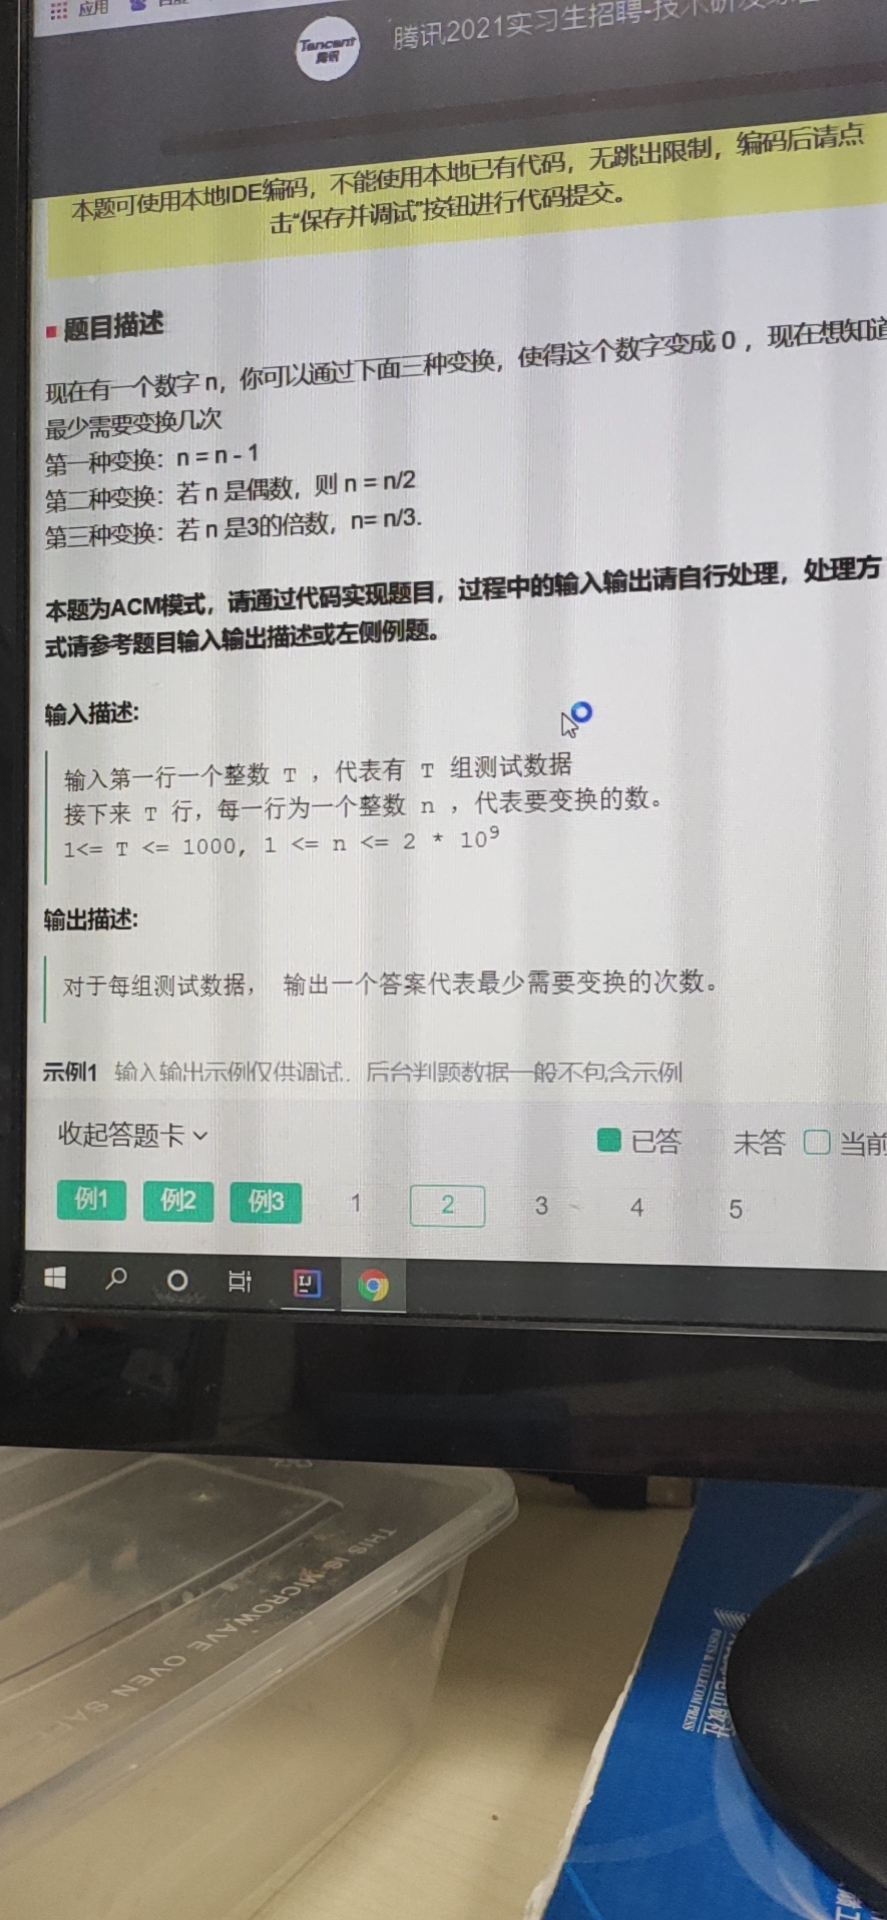 应用
Tencent
腾讯
腾讯2021实习生招聘-技术研发
本题可使用本地IDE编码，不能使用本地已有代码，无跳出限制，编码后请点
击“保存并调试”按钮进行代码提交。
题目描述
现在有一个数字 n，你可以通过下面三种变换，使得这个数字变成 0 ，现在想知道
最少需要变换几次
第一种变换：n = n - 1
第二种变换：若 n 是偶数，则 n = n/2
第三种变换：若 n 是3的倍数，n= n/3.
本题为ACM模式，请通过代码实现题目，过程中的输入输出请自行处理，处理方
式请参考题目输入输出描述或左侧例题。
输入描述:
输入第一行一个整数 T ，代表有 T 组测试数据
接下来 T 行，每一行为一个整数 n ，代表要变换的数。
1<= T <= 1000, 1 <= n <= 2 * 10⁹
输出描述:
对于每组测试数据， 输出一个答案代表最少需要变换的次数。
示例1 输入输出示例仅供调试，后台判题数据一般不包含示例
收起答题卡 已答 未答 当前
例1 例2 例3 1 2 3 4 5
THIS IS MICROWAVE OVEN SAF
POSTS & TELECOM PRESS